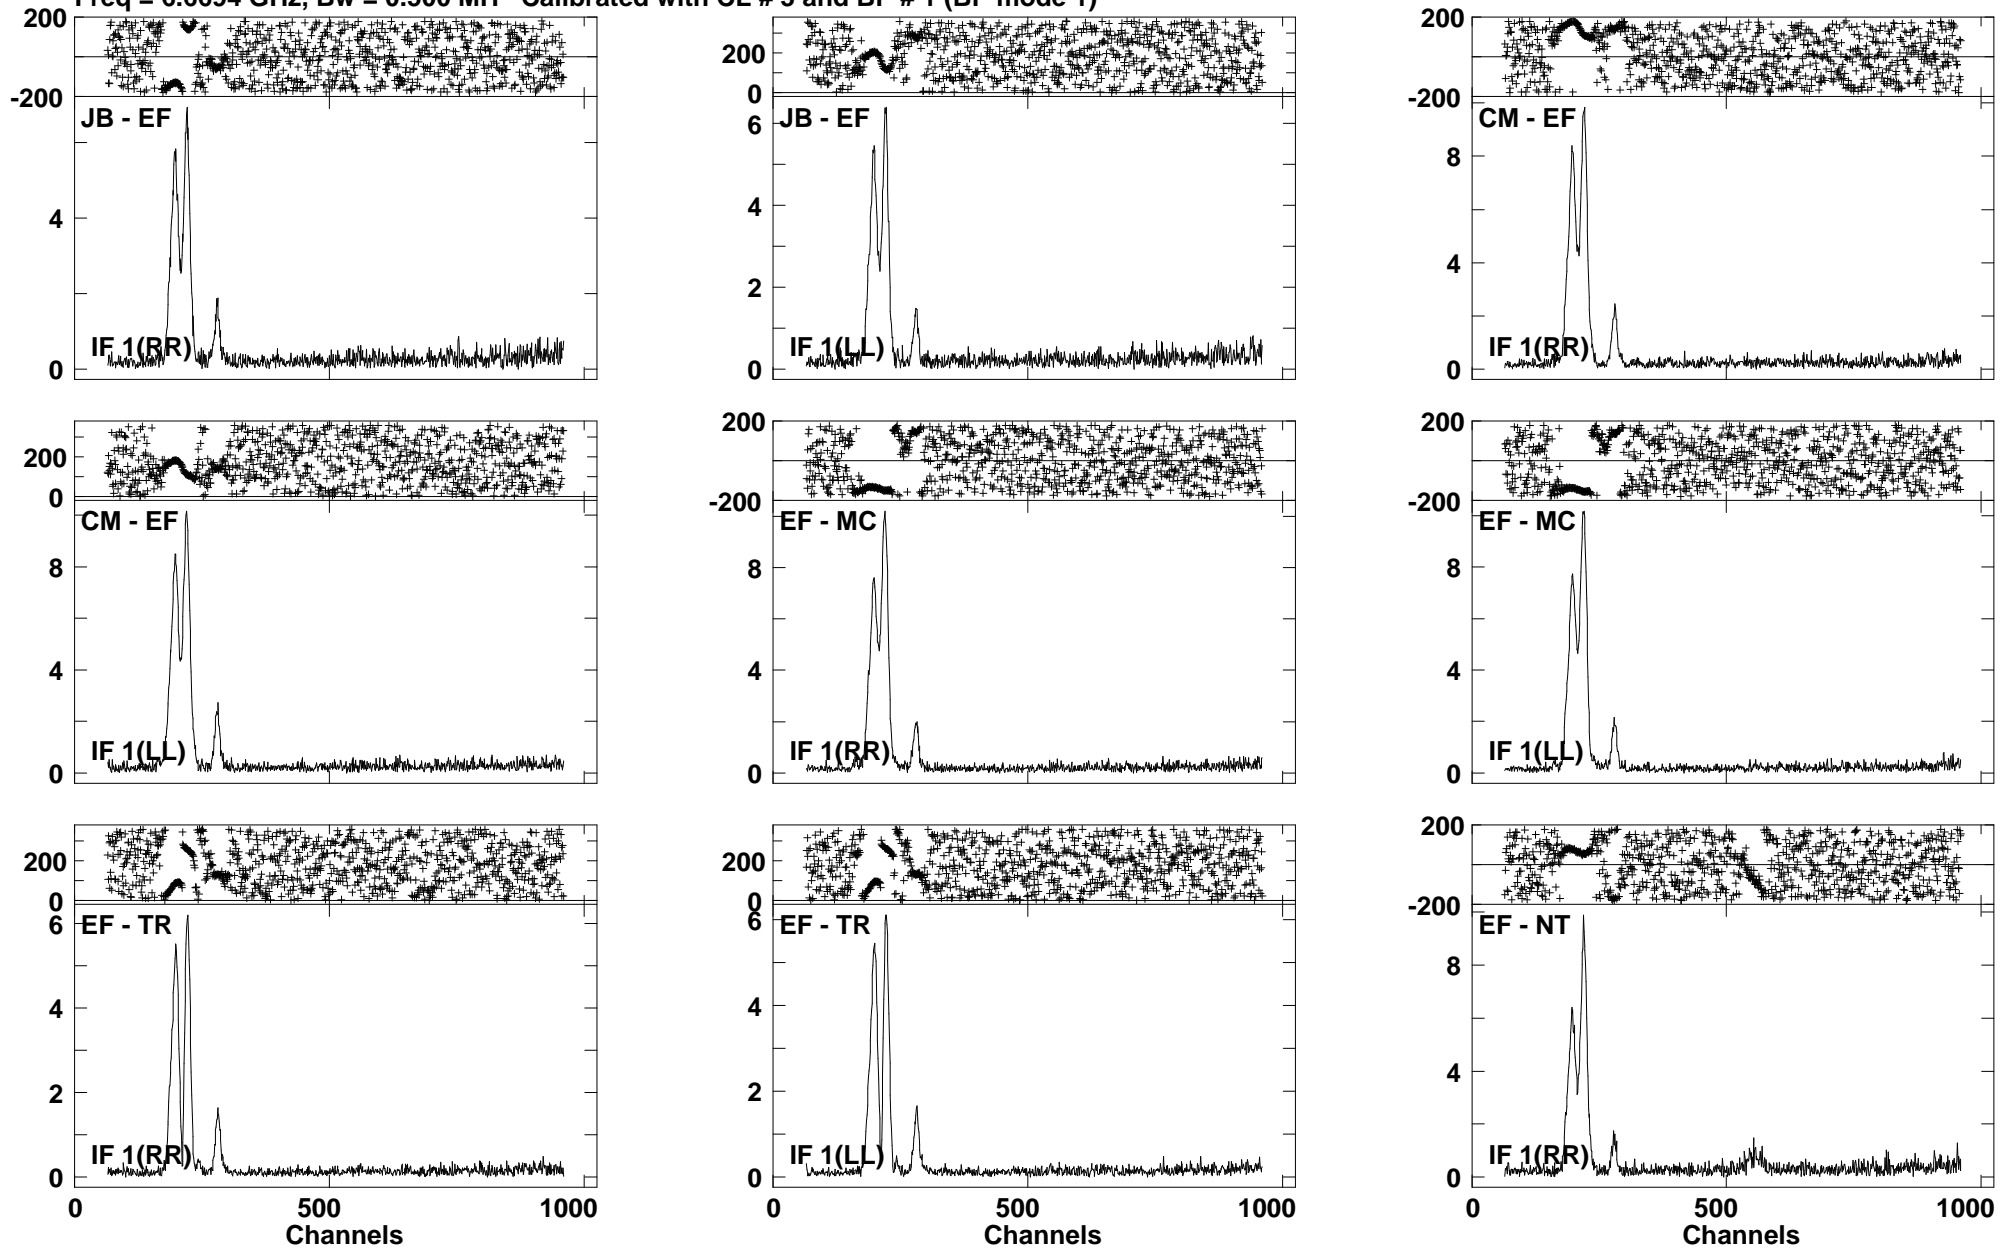 Freq = GHz, Bw = MH Calibrated with CL # and BP # 1 (BP mode 1)
200
-200
JB - EF
4
0
IF 1(RR)
200
0
JB - EF
6
4
2
0
IF 1(LL)
200
-200
CM - EF
8
4
0
IF 1(RR)
200
0
CM - EF
8
4
0
IF 1(LL)
200
-200
EF - MC
8
4
0
IF 1(RR)
200
-200
EF - MC
8
4
0
IF 1(LL)
200
0
EF - TR
6
4
2
0
IF 1(RR)
0 500 1000
Channels
200
0
EF - TR
6
4
2
0
IF 1(LL)
0 500 1000
Channels
200
-200
EF - NT
8
4
0
IF 1(RR)
0 500 1000
Channels